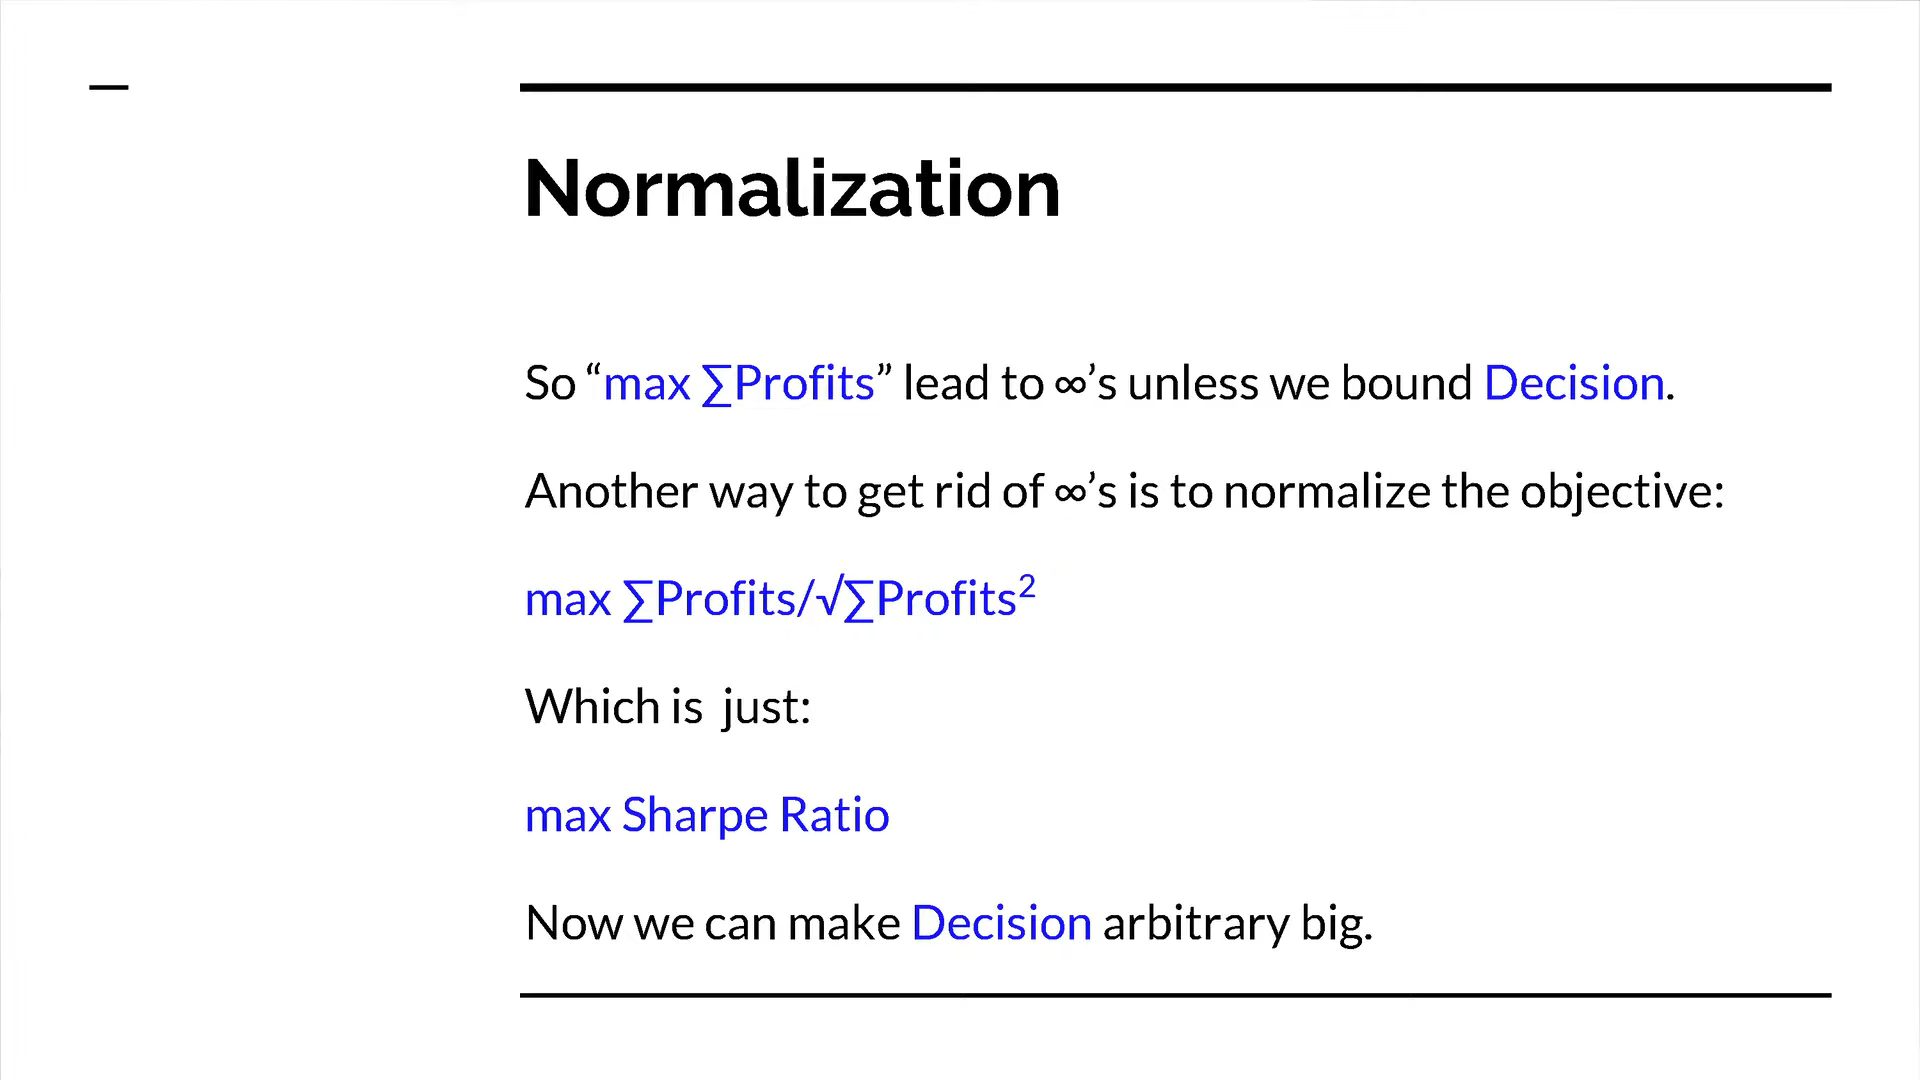 Normalization
So “max ∑Profits” lead to ∞’s unless we bound Decision.
Another way to get rid of ∞’s is to normalize the objective:
max ∑Profits/√∑Profits²
Which is  just:
max Sharpe Ratio
Now we can make Decision arbitrary big.